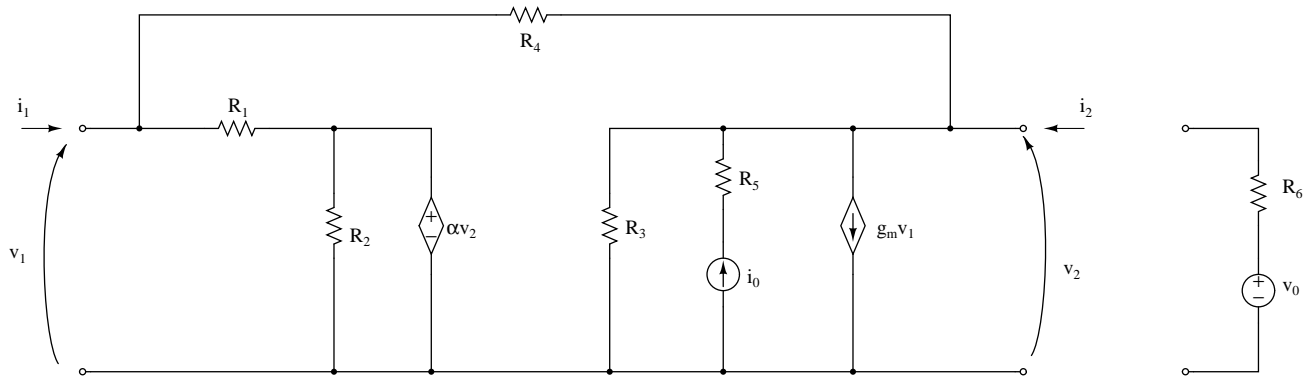 R₄
i₁
R₁
i₂
R₅
R₆
R₂
αv₂
R₃
gₘv₁
v₁
i₀
v₂
v₀